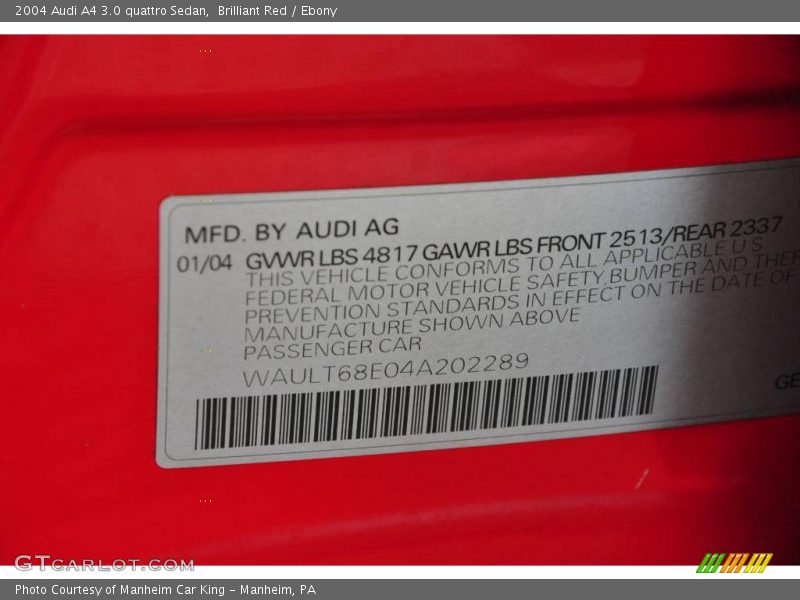 2004 Audi A4 3.0 quattro Sedan,  Brilliant Red / Ebony
MFD. BY AUDI AG
01/04 GVWR LBS 4817 GAWR LBS FRONT 2513/REAR 2337
THIS VEHICLE CONFORMS TO ALL APPLICABLE U S
FEDERAL MOTOR VEHICLE SAFETY BUMPER AND THEF
PREVENTION STANDARDS IN EFFECT ON THE DATE OF
MANUFACTURE SHOWN ABOVE
PASSENGER CAR
WAULT68E04A202289
GE
GTCARLOT.COM
Photo Courtesy of Manheim Car King - Manheim, PA